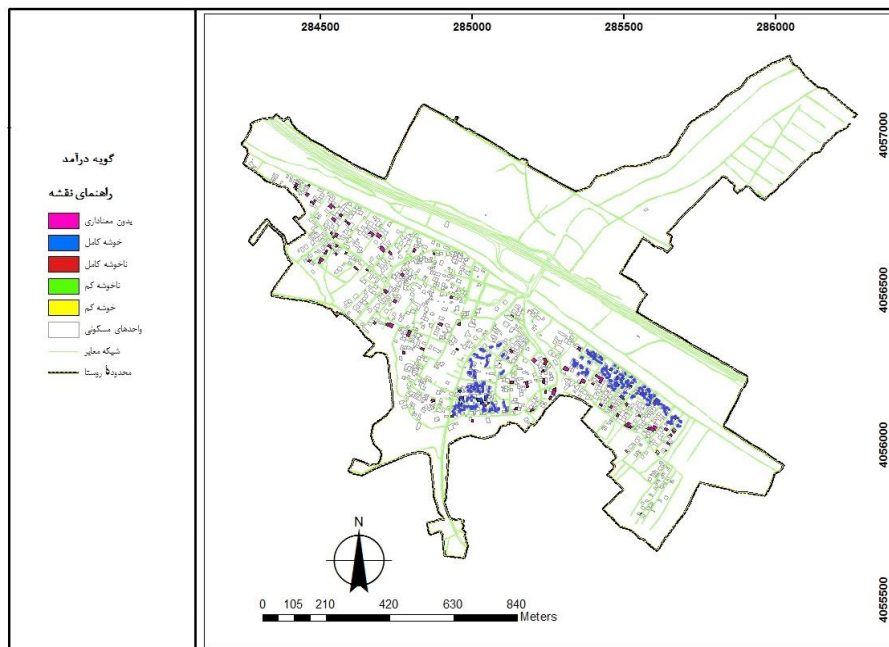 284500 285000 285500 286000
4057000
4056500
4056000
4055500
گویه درآمد
راهنمای نقشه
بدون معناداری
خوشه کامل
ناخوشه کامل
ناخوشه کم
خوشه کم
واحدهای مسکونی
شبکه معابر
محدودهٔ روستا
N
0 105 210 420 630 840
Meters